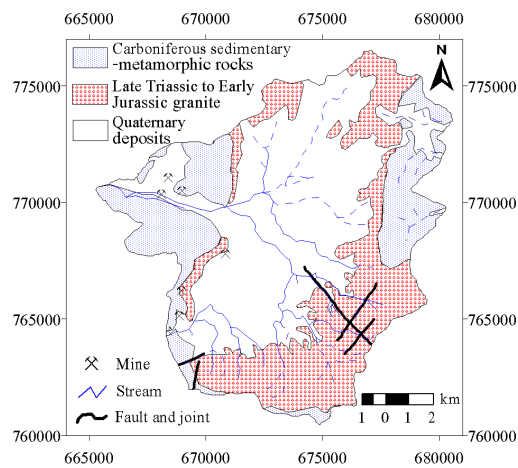 665000 670000 675000 680000
775000 775000
770000 770000
765000 765000
760000 760000
665000 670000 675000 680000
Carboniferous sedimentary
-metamorphic rocks
Late Triassic to Early
Jurassic granite
Quaternary
deposits
N
Mine
Stream
Fault and joint
km
1 0 1 2